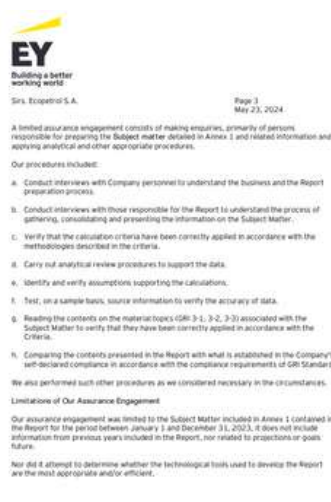 EY
Building a better
working world
Sirs. Ecopetrol S.A.
Page 3
May 23, 2024
A limited assurance engagement consists of making enquiries, primarily of persons
responsible for preparing the Subject matter detailed in Annex 1 and related information and
applying analytical and other appropriate procedures.
Our procedures included:
a. Conduct interviews with Company personnel to understand the business and the Report
preparation process.
b. Conduct interviews with those responsible for the Report to understand the process of
gathering, consolidating and presenting the information on the Subject Matter.
c. Verify that the calculation criteria have been correctly applied in accordance with the
methodologies described in the criteria.
d. Carry out analytical review procedures to support the data.
e. Identify and verify assumptions supporting the calculations.
f. Test, on a sample basis, source information to verify the accuracy of data.
g. Reading the contents on the material topics (GRI 3-1, 3-2, 3-3) associated with the
Subject Matter to verify that they have been correctly applied in accordance with the
Criteria.
h. Comparing the contents presented in the Report with what is established in the Company'
self-declared compliance in accordance with the compliance requirements of GRI Standard
We also performed such other procedures as we considered necessary in the circumstances.
Limitations of Our Assurance Engagement
Our assurance engagement was limited to the Subject Matter included in Annex 1 contained in
the Report for the period between January 1 and December 31, 2023, it does not include
information from previous years included in the Report, nor related to projections or goals
future.
Nor did it attempt to determine whether the technological tools used to develop the Report
are the most appropriate and/or efficient.